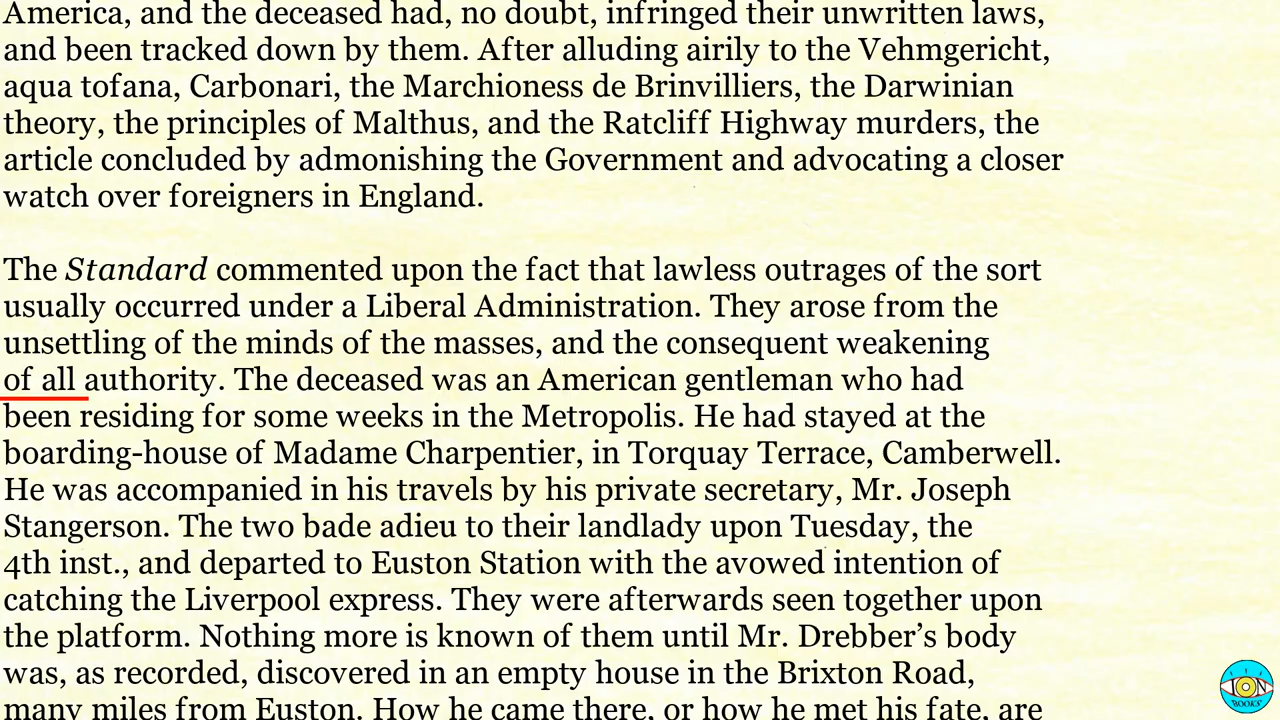 America, and the deceased had, no doubt, infringed their unwritten laws,
and been tracked down by them. After alluding airily to the Vehmgericht,
aqua tofana, Carbonari, the Marchioness de Brinvilliers, the Darwinian
theory, the principles of Malthus, and the Ratcliff Highway murders, the
article concluded by admonishing the Government and advocating a closer
watch over foreigners in England.
The Standard commented upon the fact that lawless outrages of the sort
usually occurred under a Liberal Administration. They arose from the
unsettling of the minds of the masses, and the consequent weakening
of all authority. The deceased was an American gentleman who had
been residing for some weeks in the Metropolis. He had stayed at the
boarding-house of Madame Charpentier, in Torquay Terrace, Camberwell.
He was accompanied in his travels by his private secretary, Mr. Joseph
Stangerson. The two bade adieu to their landlady upon Tuesday, the
4th inst., and departed to Euston Station with the avowed intention of
catching the Liverpool express. They were afterwards seen together upon
the platform. Nothing more is known of them until Mr. Drebber’s body
was, as recorded, discovered in an empty house in the Brixton Road,
many miles from Euston. How he came there, or how he met his fate, are
ION
BOOKS